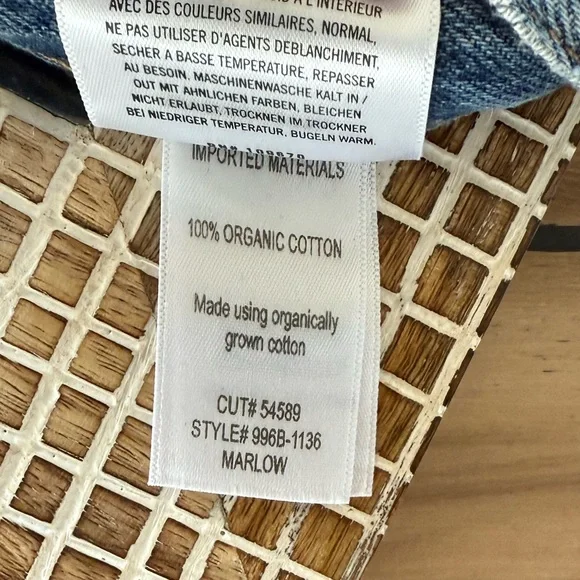 A L'INTERIEUR
AVEC DES COULEURS SIMILAIRES, NORMAL,
NE PAS UTILISER D'AGENTS DEBLANCHIMENT,
SECHER A BASSE TEMPERATURE, REPASSER
AU BESOIN. MASCHINENWASCHE KALT IN /
OUT MIT AHNLICHEN FARBEN, BLEICHEN
NICHT ERLAUBT, TROCKNEN IM TROCKNER
BEI NIEDRIGER TEMPERATUR, BUGELN WARM.
IMPORTED MATERIALS
100% ORGANIC COTTON
Made using organically
grown cotton
CUT# 54589
STYLE# 996B-1136
MARLOW